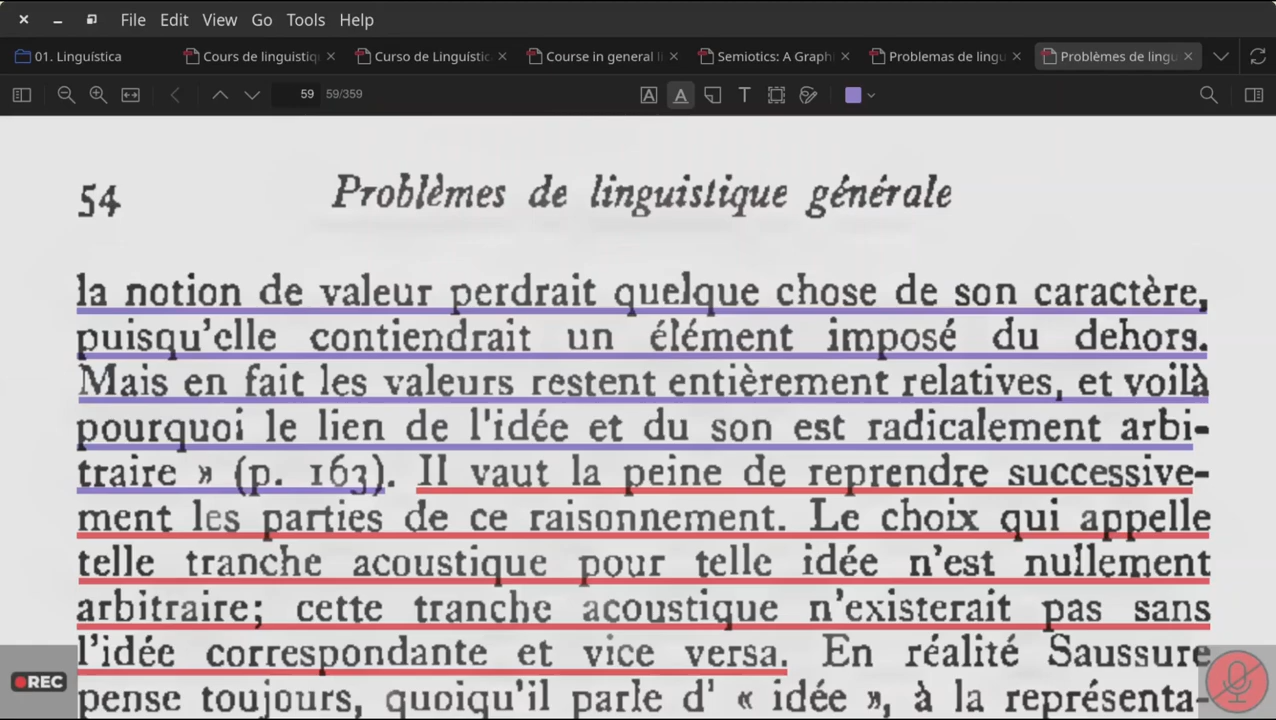 File Edit View Go Tools Help
01. Linguística Cours de linguistiq Curso de Linguístic Course in general li Semiotics: A Graphi Problemas de lingu Problèmes de lingu
59 59/359
54 Problèmes de linguistique générale
la notion de valeur perdrait quelque chose de son caractère,
puisqu'elle contiendrait un élément imposé du dehors.
Mais en fait les valeurs restent entièrement relatives, et voilà
pourquoi le lien de l'idée et du son est radicalement arbi-
traire » (p. 163). Il vaut la peine de reprendre successive-
ment les parties de ce raisonnement. Le choix qui appelle
telle tranche acoustique pour telle idée n'est nullement
arbitraire; cette tranche acoustique n'existerait pas sans
l'idée correspondante et vice versa. En réalité Saussure
pense toujours, quoiqu'il parle d' « idée », à la représenta-
REC